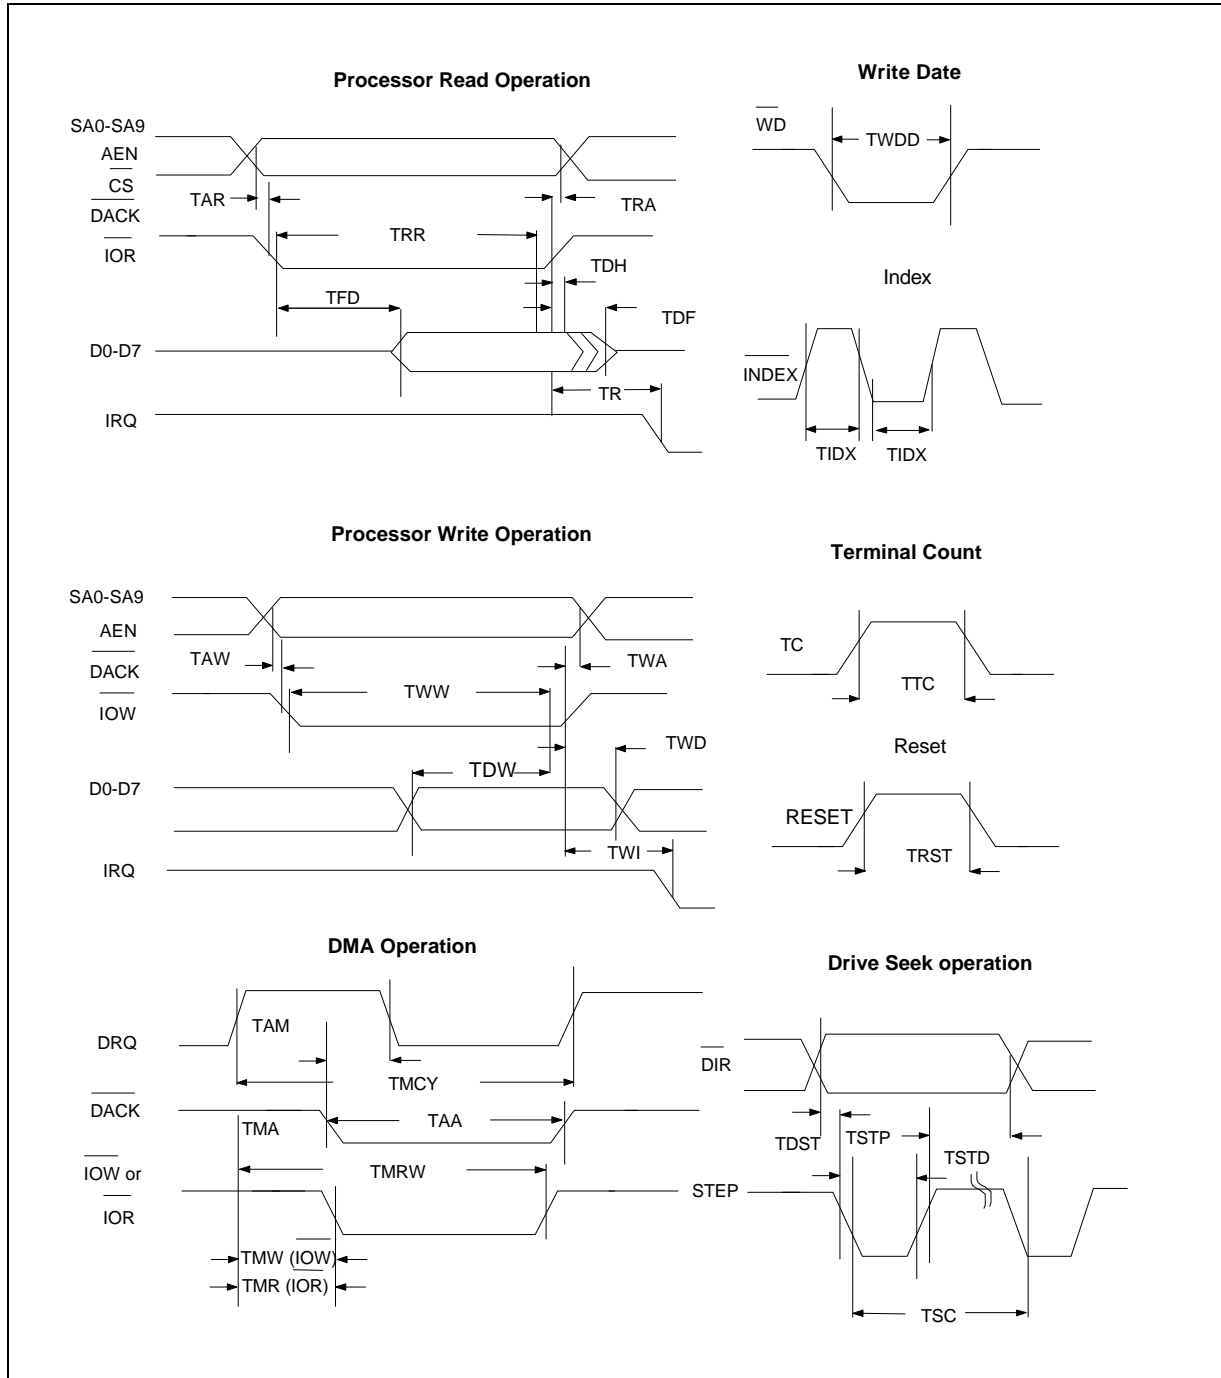 Processor Read Operation
SA0-SA9
AEN
CS
DACK
IOR
TAR
TRA
TRR
TDH
TFD
TDF
D0-D7
TR
IRQ
Write Date
WD
TWDD
Index
INDEX
TIDX
TIDX
Processor Write Operation
SA0-SA9
AEN
DACK
IOW
TAW
TWA
TWW
TWD
TDW
D0-D7
TWI
IRQ
Terminal Count
TC
TTC
Reset
RESET
TRST
DMA Operation
DRQ
TAM
TMCY
DACK
TMA
TAA
IOW or
IOR
TMRW
TMW (IOW)
TMR (IOR)
Drive Seek operation
DIR
TDST
TSTP
TSTD
STEP
TSC